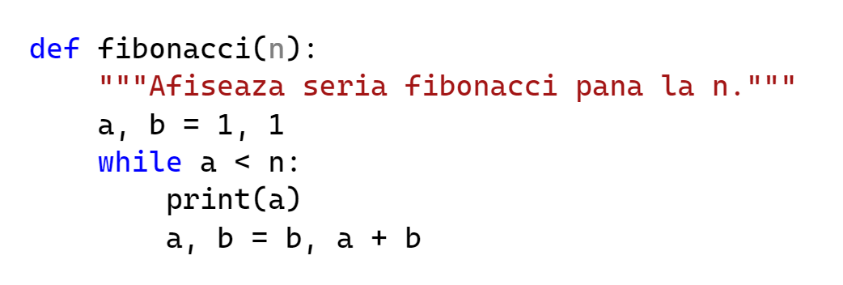 def fibonacci(n):
    """Afiseaza seria fibonacci pana la n."""
    a, b = 1, 1
    while a < n:
        print(a)
        a, b = b, a + b